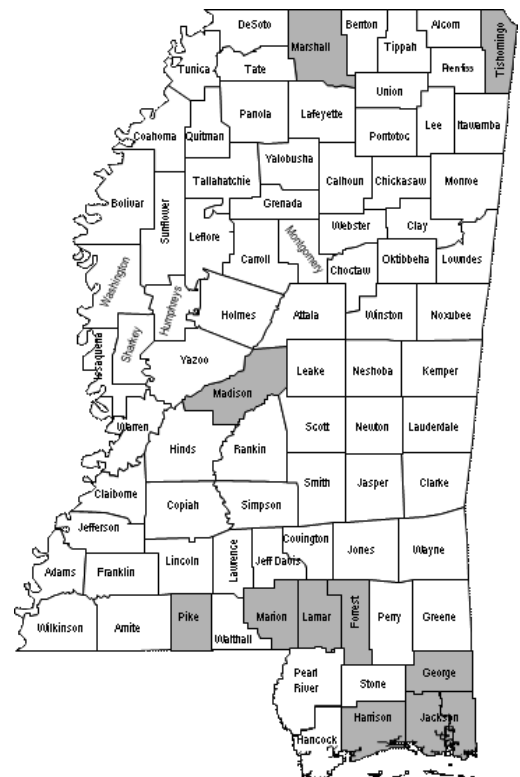 DeSoto
Marshall
Benton
Tippah
Alcorn
Tishomingo
Prentiss
Tunica
Tate
Union
Panola
Lafeyette
Pontotoc
Lee
Itawamba
Coahoma
Quitman
Yalobusha
Tallahatchie
Calhoun
Chickasaw
Monroe
Bolivar
Sunflower
Grenada
Leflore
Webster
Clay
Montgomery
Carroll
Choctaw
Oktibbeha
Lowndes
Washington
Humphreys
Holmes
Attala
Winston
Noxubee
Issaquena
Sharkey
Yazoo
Leake
Neshoba
Kemper
Madison
Warren
Hinds
Rankin
Scott
Newton
Lauderdale
Claiborne
Copiah
Simpson
Smith
Jasper
Clarke
Jefferson
Lincoln
Lawrence
Jeff Davis
Covington
Jones
Wayne
Adams
Franklin
Wilkinson
Amite
Pike
Walthall
Marion
Lamar
Forrest
Perry
Greene
Pearl
River
Stone
George
Hancock
Harrison
Jackson